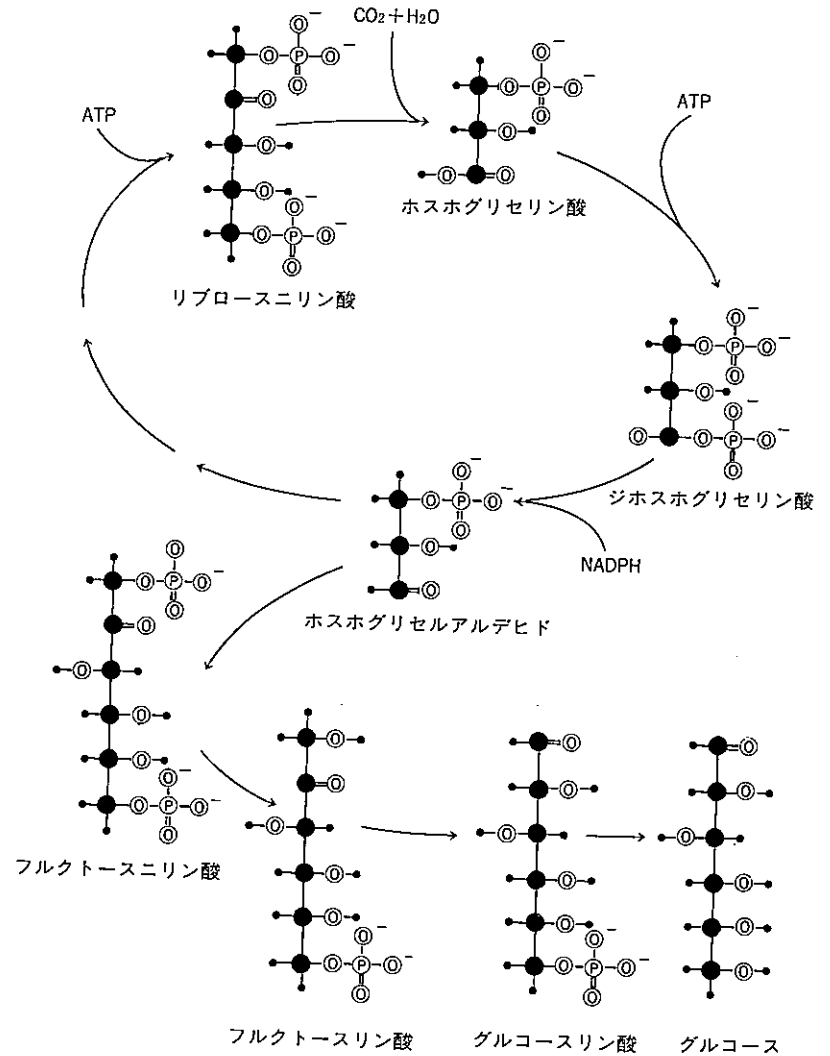 CO₂+H₂O
ATP
ATP
リブロースニリン酸
ホスホグリセリン酸
ジホスホグリセリン酸
NADPH
ホスホグリセルアルデヒド
フルクトースニリン酸
フルクトースリン酸
グルコースリン酸
グルコース